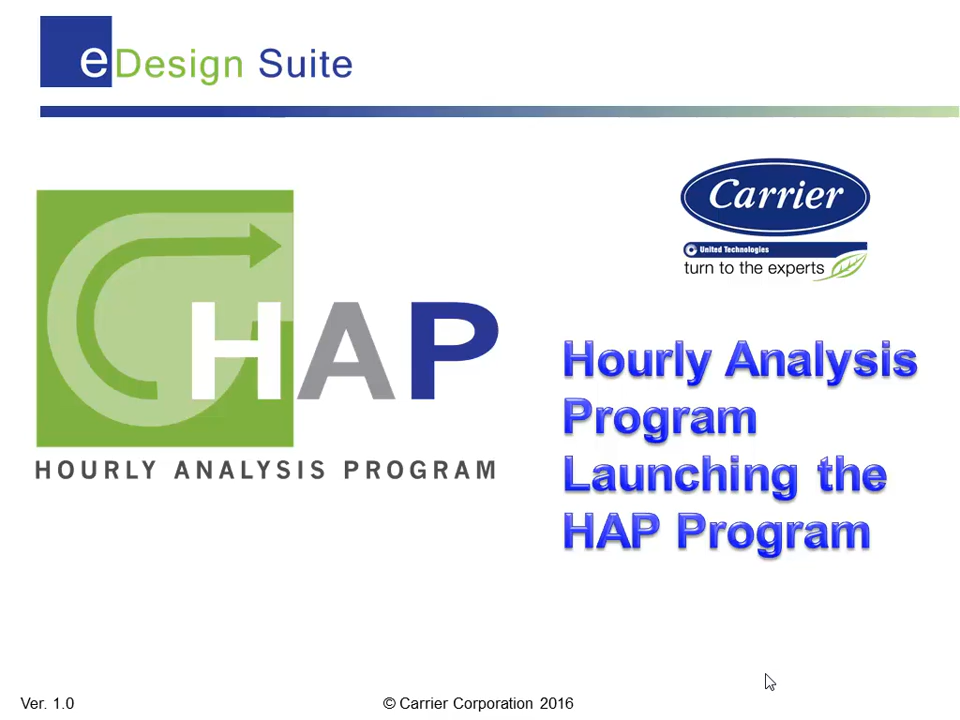 eDesign Suite
Carrier
United Technologies
turn to the experts
HAP
HOURLY ANALYSIS PROGRAM
Hourly Analysis
Program
Launching the
HAP Program
Ver. 1.0
© Carrier Corporation 2016